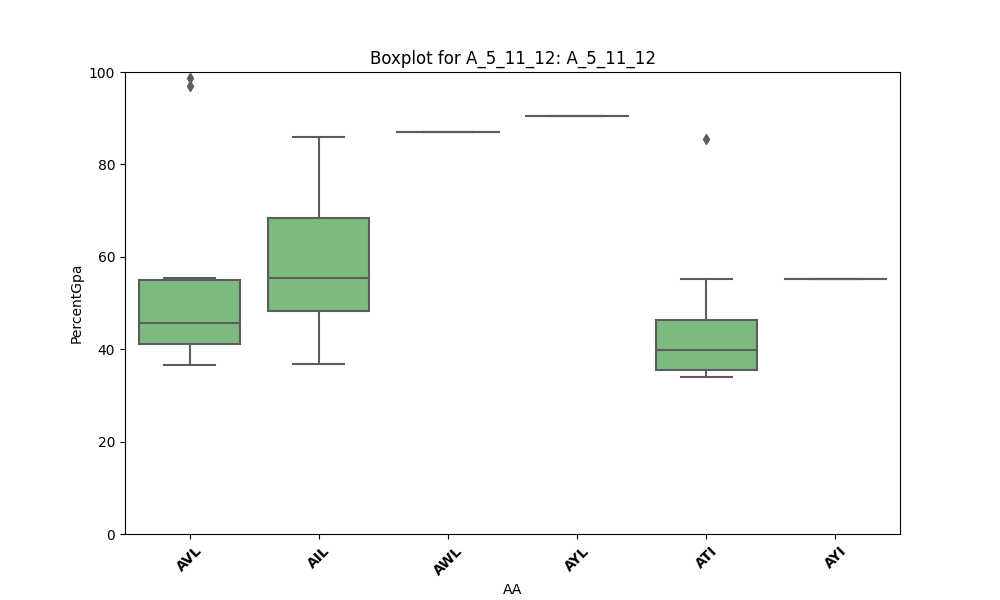 Boxplot for A_5_11_12: A_5_11_12
100
80
60
40
20
0
PercentGpa
AVL
AIL
AWL
AYL
ATI
AYI
AA